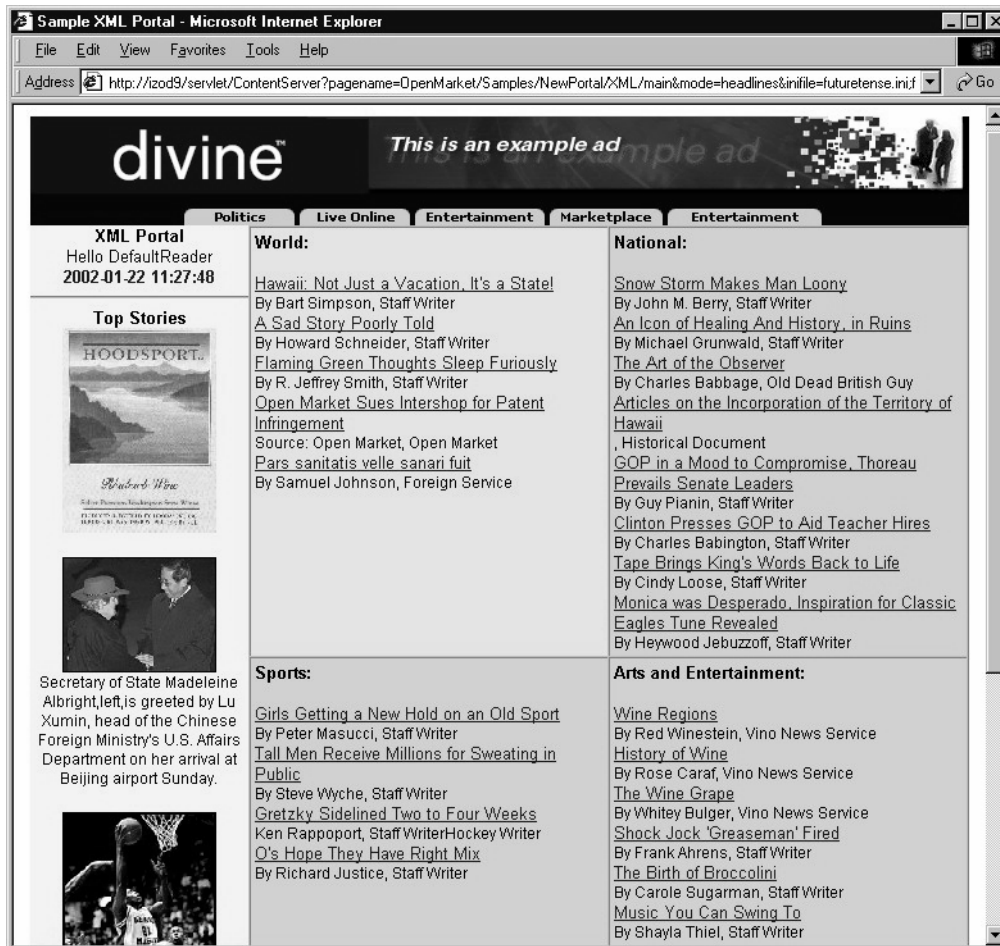 Sample XML Portal - Microsoft Internet Explorer
File Edit View Favorites Tools Help
Address http://izod9/servlet/ContentServer?pagename=OpenMarket/Samples/NewPortal/XML/main&mode=headlines&inifile=futuretense.ini;f Go
divine™
This is an example ad
This is an example ad
Politics Live Online Entertainment Marketplace Entertainment
XML Portal
Hello DefaultReader
2002-01-22 11:27:48
Top Stories
HOODSPORT
Rhubarb Wine
Secretary of State Madeleine
Albright,left,is greeted by Lu
Xumin, head of the Chinese
Foreign Ministry's U.S. Affairs
Department on her arrival at
Beijing airport Sunday.
World:
Hawaii: Not Just a Vacation, It's a State!
By Bart Simpson, Staff Writer
A Sad Story Poorly Told
By Howard Schneider, Staff Writer
Flaming Green Thoughts Sleep Furiously
By R. Jeffrey Smith, Staff Writer
Open Market Sues Intershop for Patent
Infringement
Source: Open Market, Open Market
Pars sanitatis velle sanari fuit
By Samuel Johnson, Foreign Service
National:
Snow Storm Makes Man Loony
By John M. Berry, Staff Writer
An Icon of Healing And History, in Ruins
By Michael Grunwald, Staff Writer
The Art of the Observer
By Charles Babbage, Old Dead British Guy
Articles on the Incorporation of the Territory of
Hawaii
, Historical Document
GOP in a Mood to Compromise, Thoreau
Prevails Senate Leaders
By Guy Pianin, Staff Writer
Clinton Presses GOP to Aid Teacher Hires
By Charles Babington, Staff Writer
Tape Brings King's Words Back to Life
By Cindy Loose, Staff Writer
Monica was Desperado, Inspiration for Classic
Eagles Tune Revealed
By Heywood Jebuzzoff, Staff Writer
Sports:
Girls Getting a New Hold on an Old Sport
By Peter Masucci, Staff Writer
Tall Men Receive Millions for Sweating in
Public
By Steve Wyche, Staff Writer
Gretzky Sidelined Two to Four Weeks
Ken Rappoport, Staff WriterHockey Writer
O's Hope They Have Right Mix
By Richard Justice, Staff Writer
Arts and Entertainment:
Wine Regions
By Red Winestein, Vino News Service
History of Wine
By Rose Caraf, Vino News Service
The Wine Grape
By Whitey Bulger, Vino News Service
Shock Jock 'Greaseman' Fired
By Frank Ahrens, Staff Writer
The Birth of Broccolini
By Carole Sugarman, Staff Writer
Music You Can Swing To
By Shayla Thiel, Staff Writer